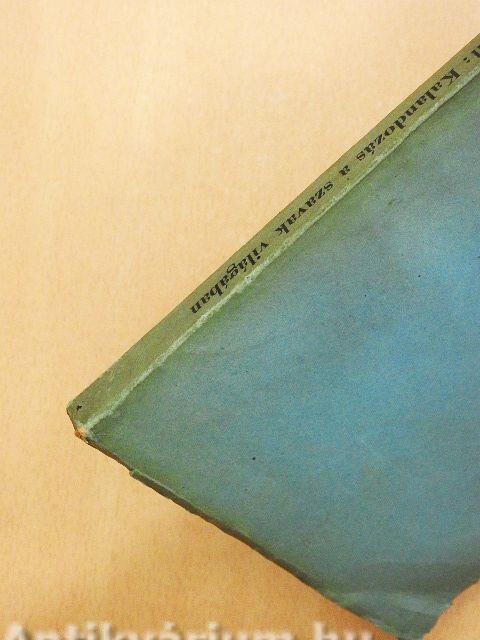 : Kalandozás a szavak világában
Antikvárium.hu